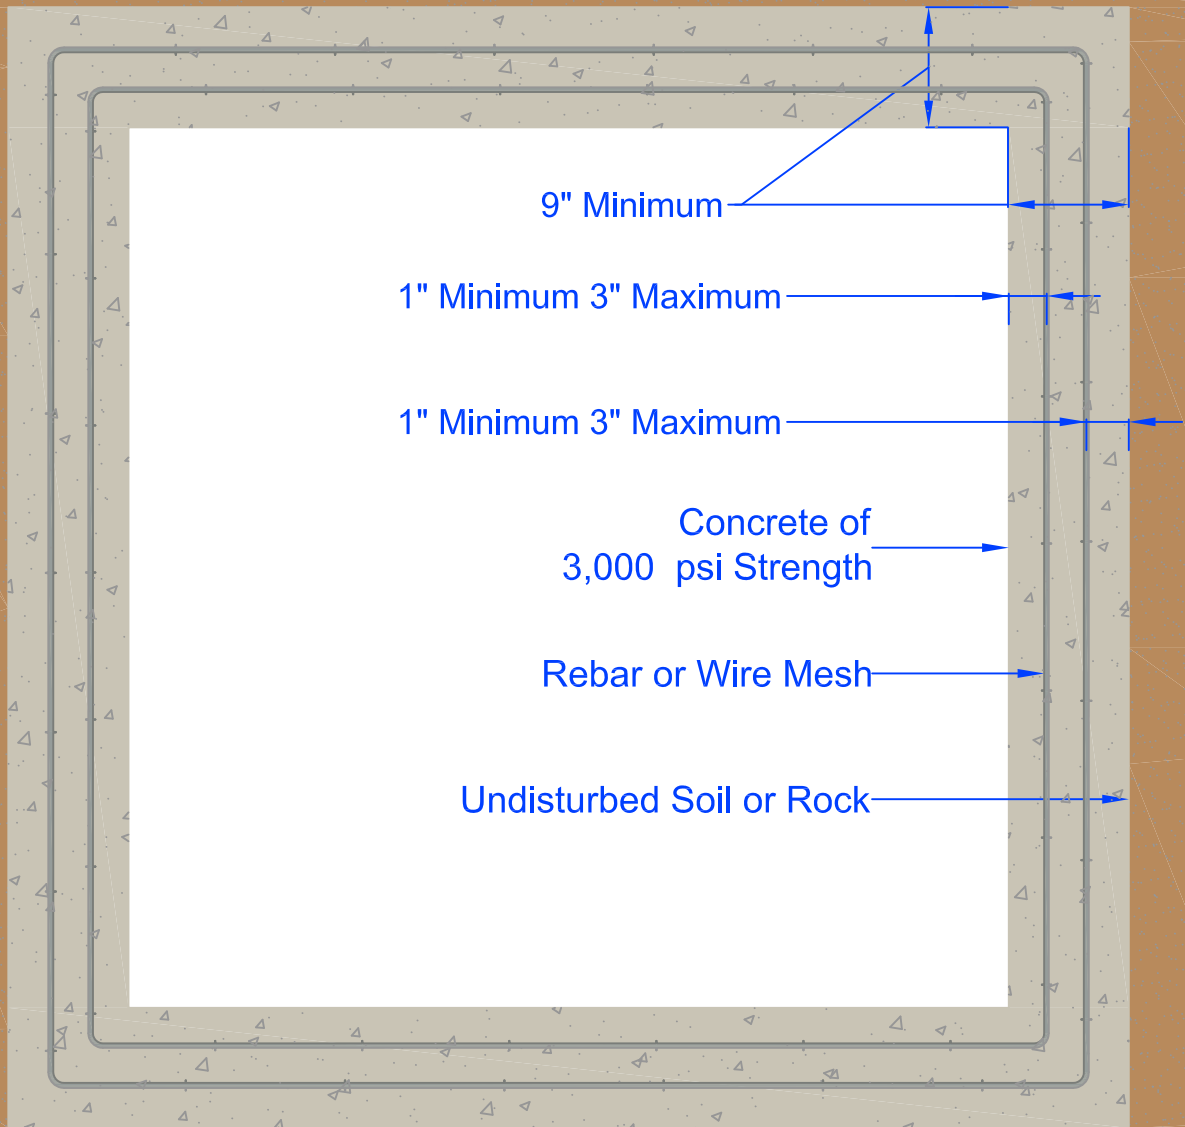 9" Minimum
1" Minimum 3" Maximum
1" Minimum 3" Maximum
Concrete of
3,000 psi Strength
Rebar or Wire Mesh
Undisturbed Soil or Rock